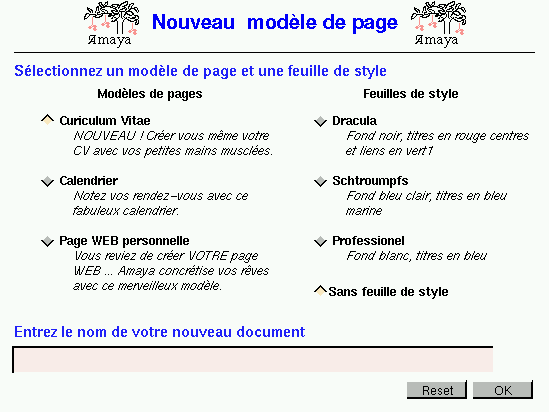 Nouveau modèle de page
Amaya
Amaya
Sélectionnez un modèle de page et une feuille de style
Modèles de pages
Curiculum Vitae
NOUVEAU ! Créer vous même votre
CV avec vos petites mains musclées.
Calendrier
Notez vos rendez-vous avec ce
fabuleux calendrier.
Page WEB personnelle
Vous reviez de créer VOTRE page
WEB ... Amaya concrétise vos rêves
avec ce merveilleux modèle.
Feuilles de style
Dracula
Fond noir, titres en rouge centres
et liens en vert1
Schtroumpfs
Fond bleu clair, titres en bleu
marine
Professionel
Fond blanc, titres en bleu
Sans feuille de style
Entrez le nom de votre nouveau document
Reset
OK